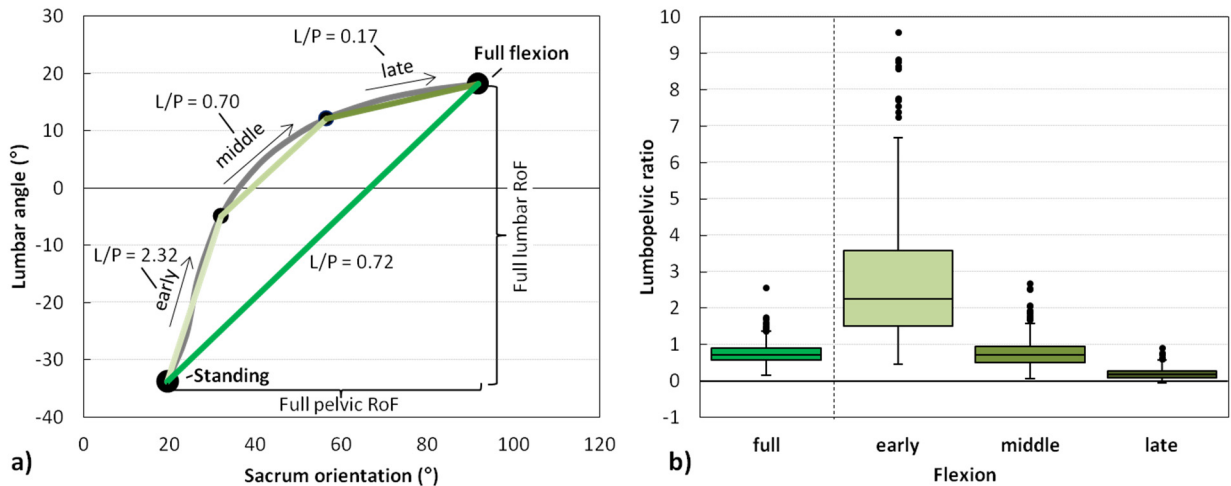 30
20
10
0
-10
-20
-30
-40
Lumbar angle (°)
L/P = 0.17
late
Full flexion
L/P = 0.70
middle
L/P = 2.32
early
L/P = 0.72
Full lumbar RoF
Standing
Full pelvic RoF
0 20 40 60 80 100 120
Sacrum orientation (°)
a)
10
9
8
7
6
5
4
3
2
1
0
-1
Lumbopelvic ratio
full early middle late
Flexion
b)